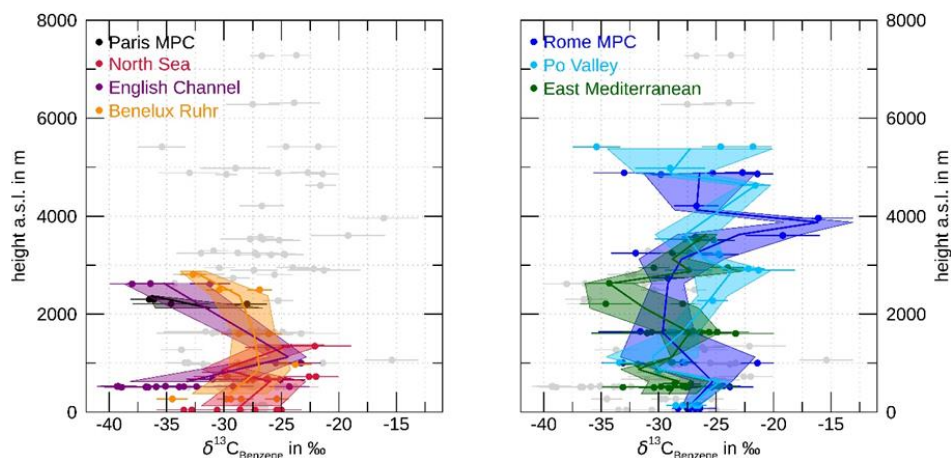 8000
6000
4000
2000
0
height a.s.l. in m
Paris MPC
North Sea
English Channel
Benelux Ruhr
-40 -35 -30 -25 -20 -15
δ¹³C_Benzene in ‰
Rome MPC
Po Valley
East Mediterranean
-40 -35 -30 -25 -20 -15
δ¹³C_Benzene in ‰
8000
6000
4000
2000
0
height a.s.l. in m